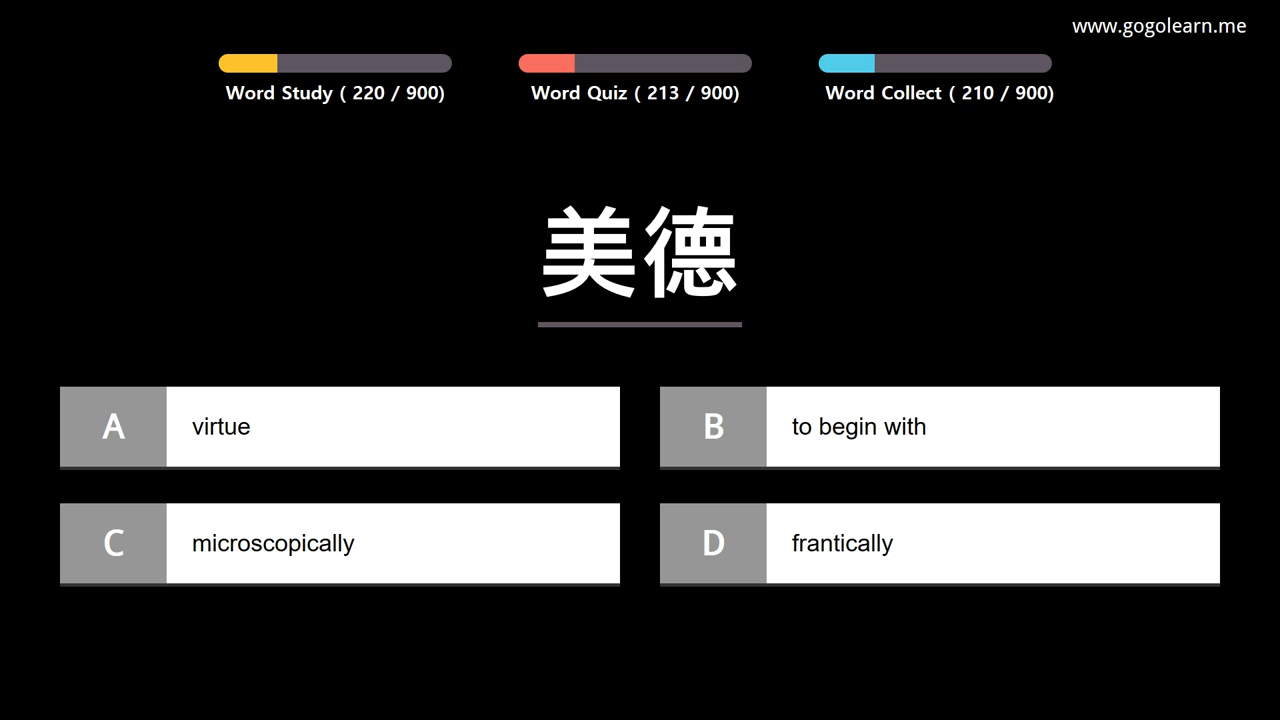 www.gogolearn.me
Word Study ( 220 / 900)
Word Quiz ( 213 / 900)
Word Collect ( 210 / 900)
美德
A virtue
B to begin with
C microscopically
D frantically